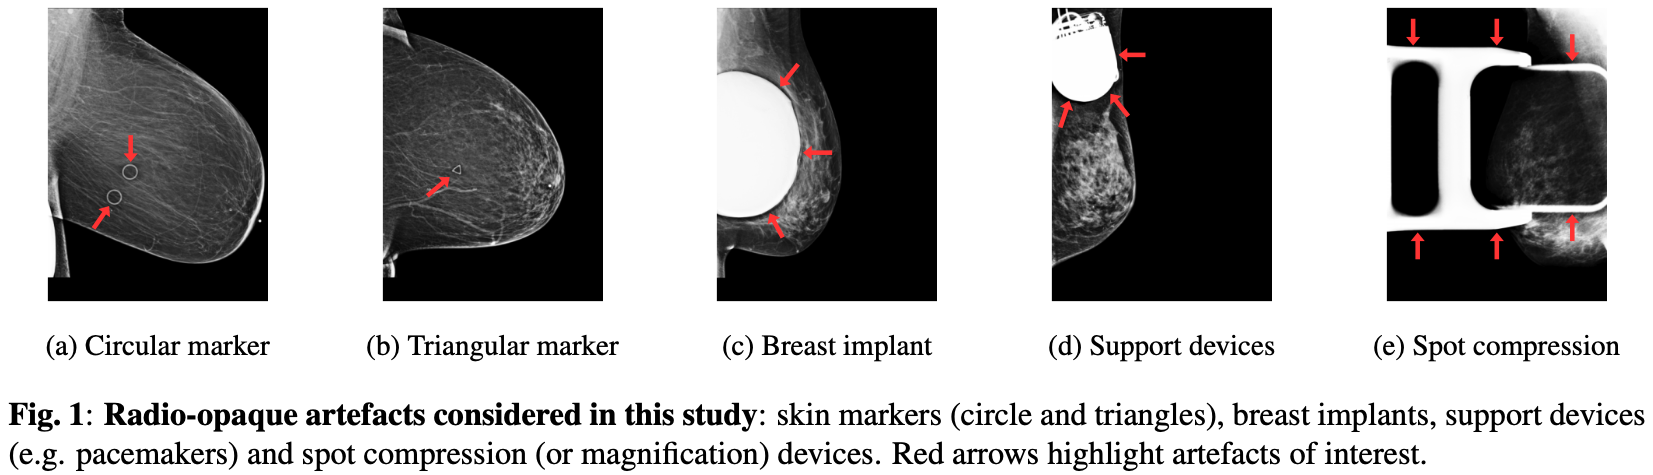 (a) Circular marker
(b) Triangular marker
(c) Breast implant
(d) Support devices
(e) Spot compression
Fig. 1: Radio-opaque artefacts considered in this study: skin markers (circle and triangles), breast implants, support devices
(e.g. pacemakers) and spot compression (or magnification) devices. Red arrows highlight artefacts of interest.